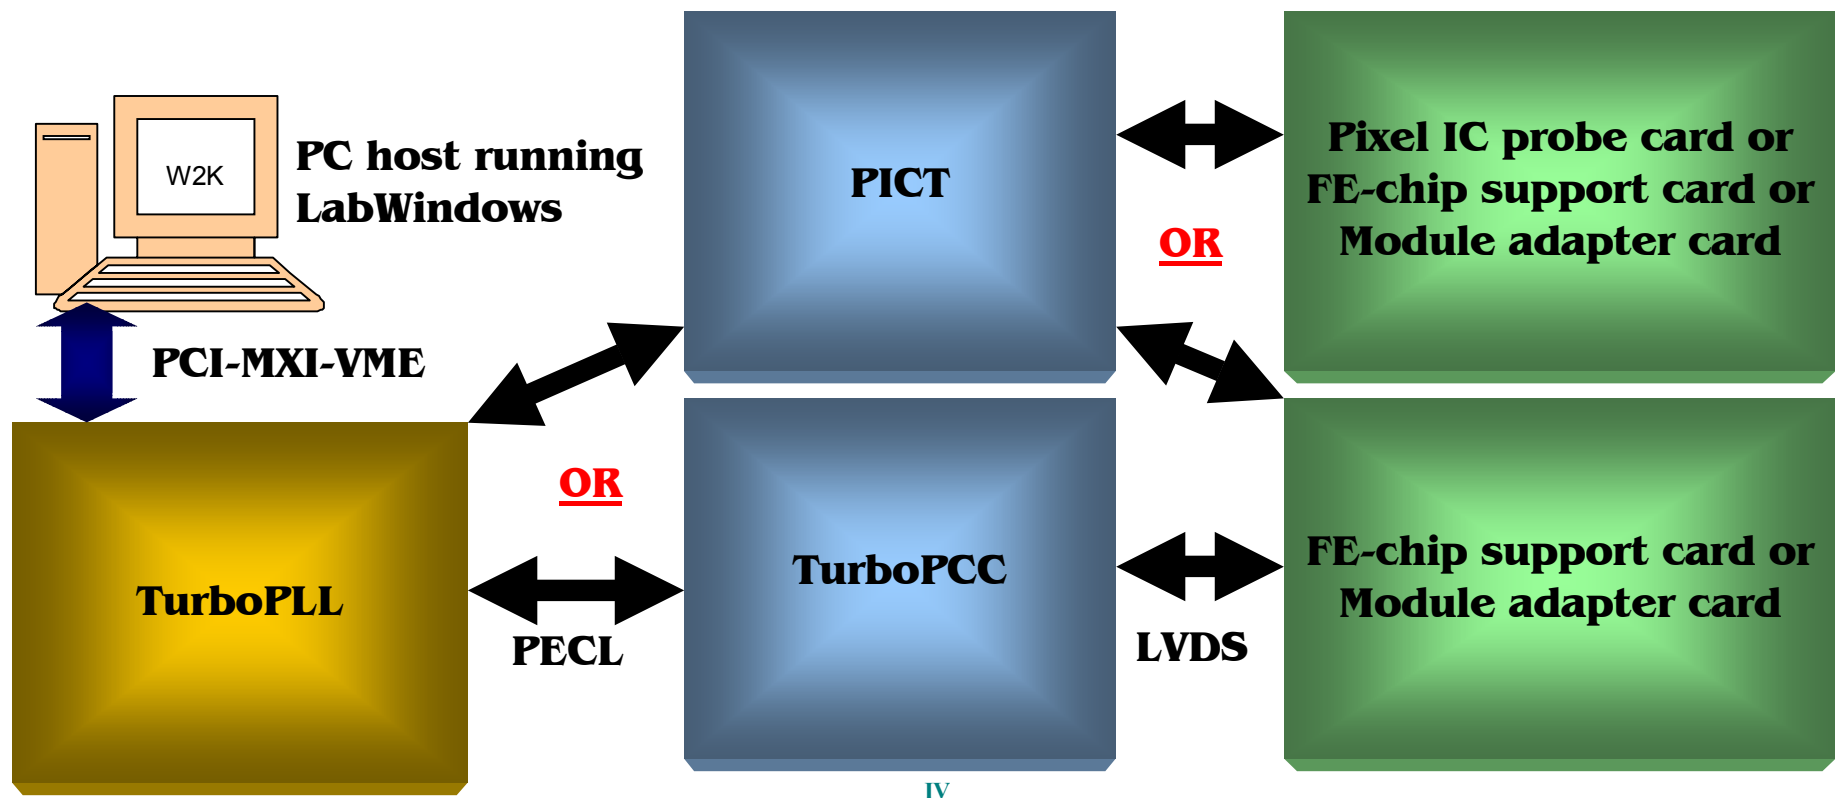 W2K
PC host running
LabWindows
PCI-MXI-VME
PICT
OR
Pixel IC probe card or
FE-chip support card or
Module adapter card
TurboPLL
OR
PECL
TurboPCC
LVDS
FE-chip support card or
Module adapter card
IV